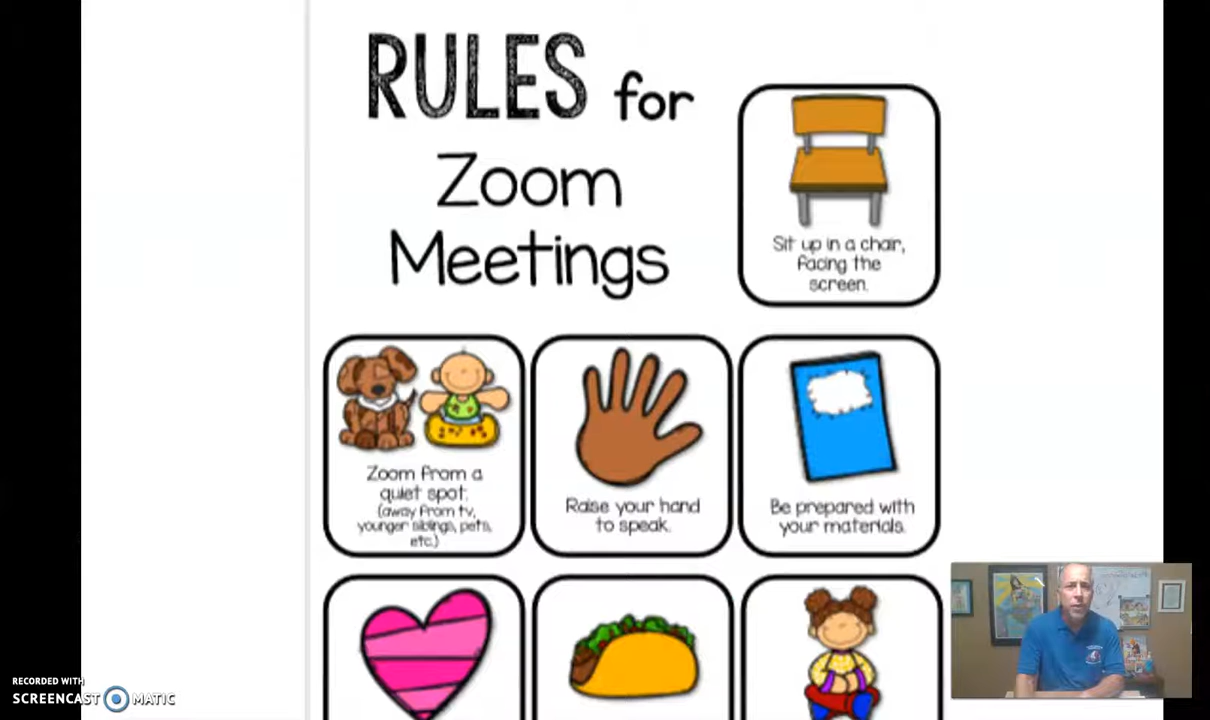 RULES for
Zoom
Meetings
Sit up in a chair,
facing the
screen.
Zoom from a
quiet spot.
(away from tv,
younger siblings, pets,
etc.)
Raise your hand
to speak.
Be prepared with
your materials.
RECORDED WITH
SCREENCAST MATIC